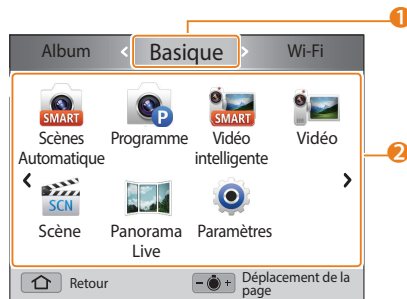 1
Album < Basique > Wi-Fi
2
SMART
P
SMART
Scènes Programme Vidéo Vidéo
Automatique intelligente
< >
SCN
Scène Panorama Paramètres
Live
Retour - + Déplacement de la
page